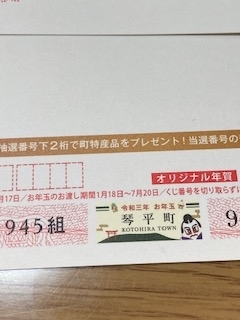 抽選番号下2桁で町特産品をプレゼント！当選番号の
オリジナル年賀
月17日／お年玉のお渡し期間1月18日〜7月20日／くじ番号を切り取らず
945組
令和三年 お年玉
琴平町
KOTOHIRA TOWN
9